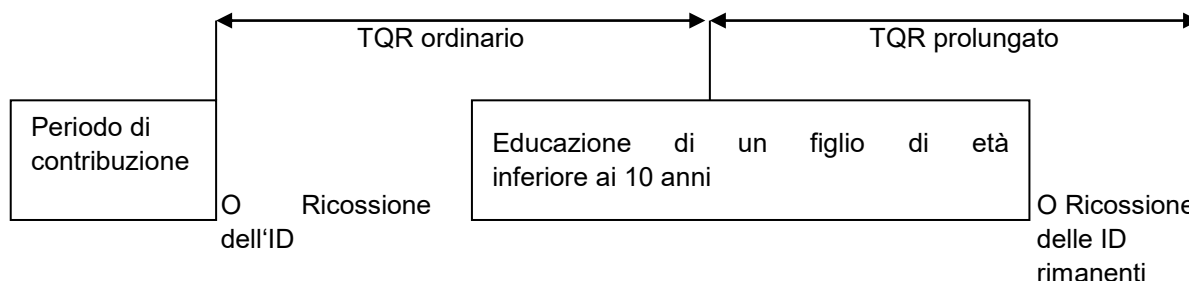 TQR ordinario
TQR prolungato
Periodo di
contribuzione
Educazione di un figlio di età
inferiore ai 10 anni
O Ricossione
dell‘ID
O Ricossione
delle ID
rimanenti